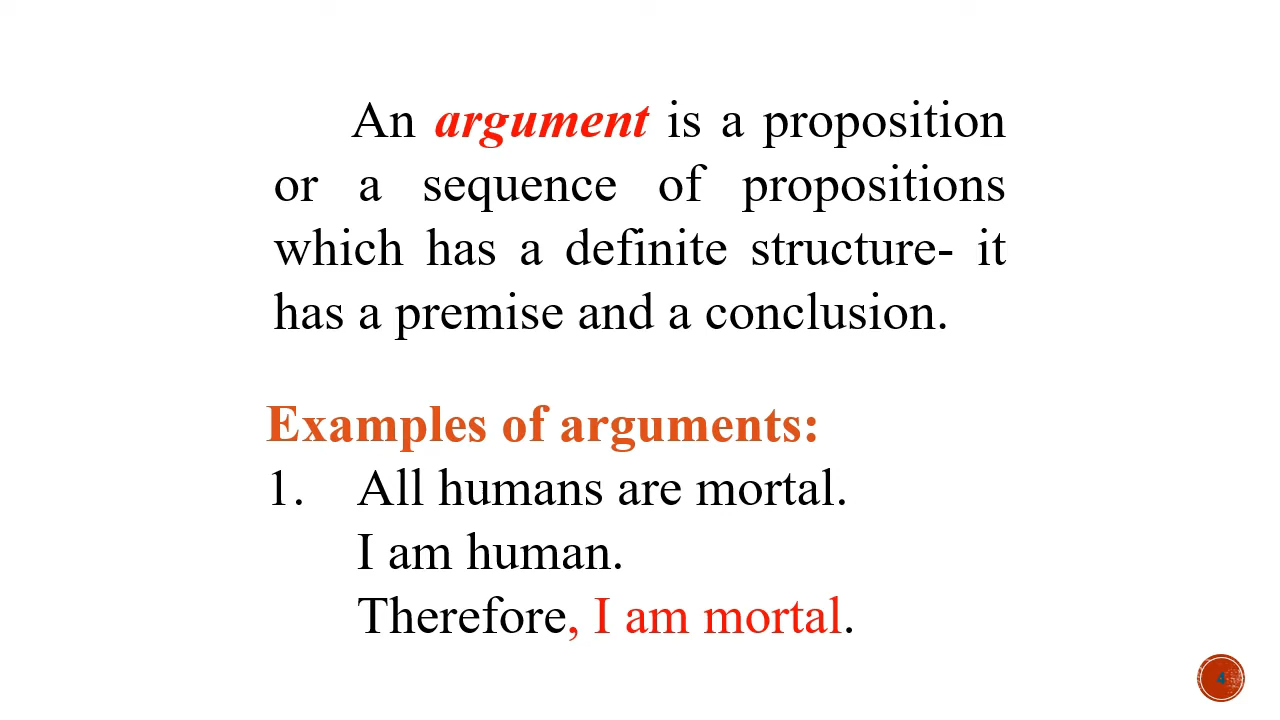 An argument is a proposition
or a sequence of propositions
which has a definite structure- it
has a premise and a conclusion.
Examples of arguments:
1. All humans are mortal.
I am human.
Therefore, I am mortal.
4